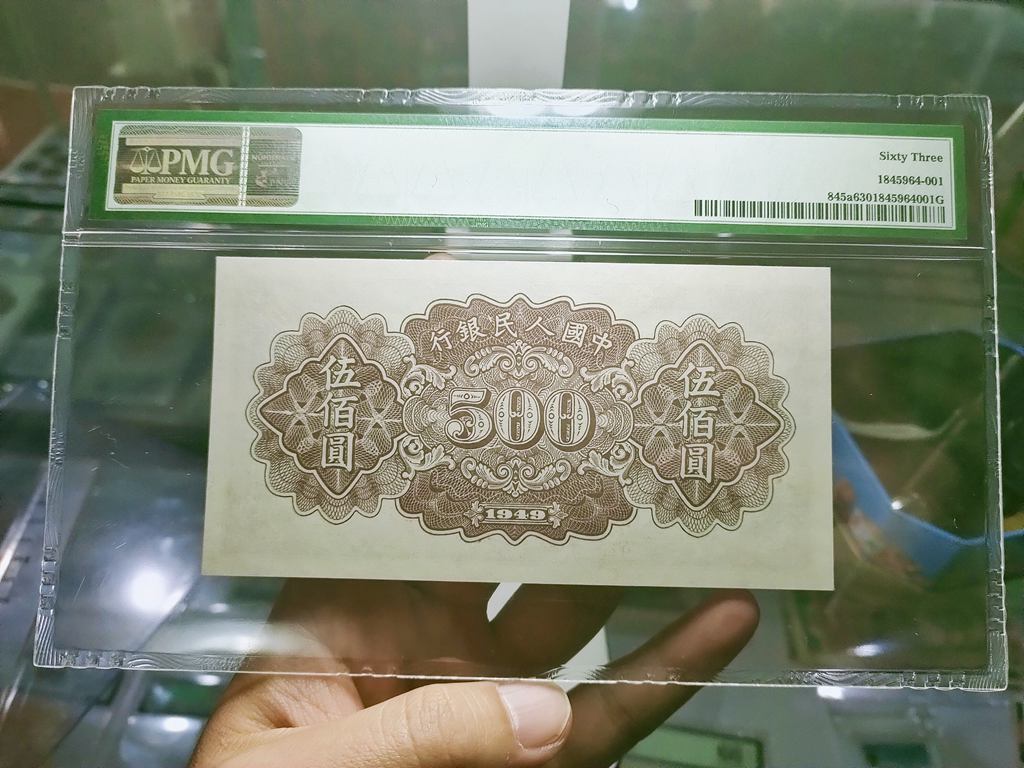 PMG
PAPER MONEY GUARANTY
Sixty Three
1845964-001
845a6301845964001G
行銀民人國中
伍佰圓
500
伍佰圓
1949